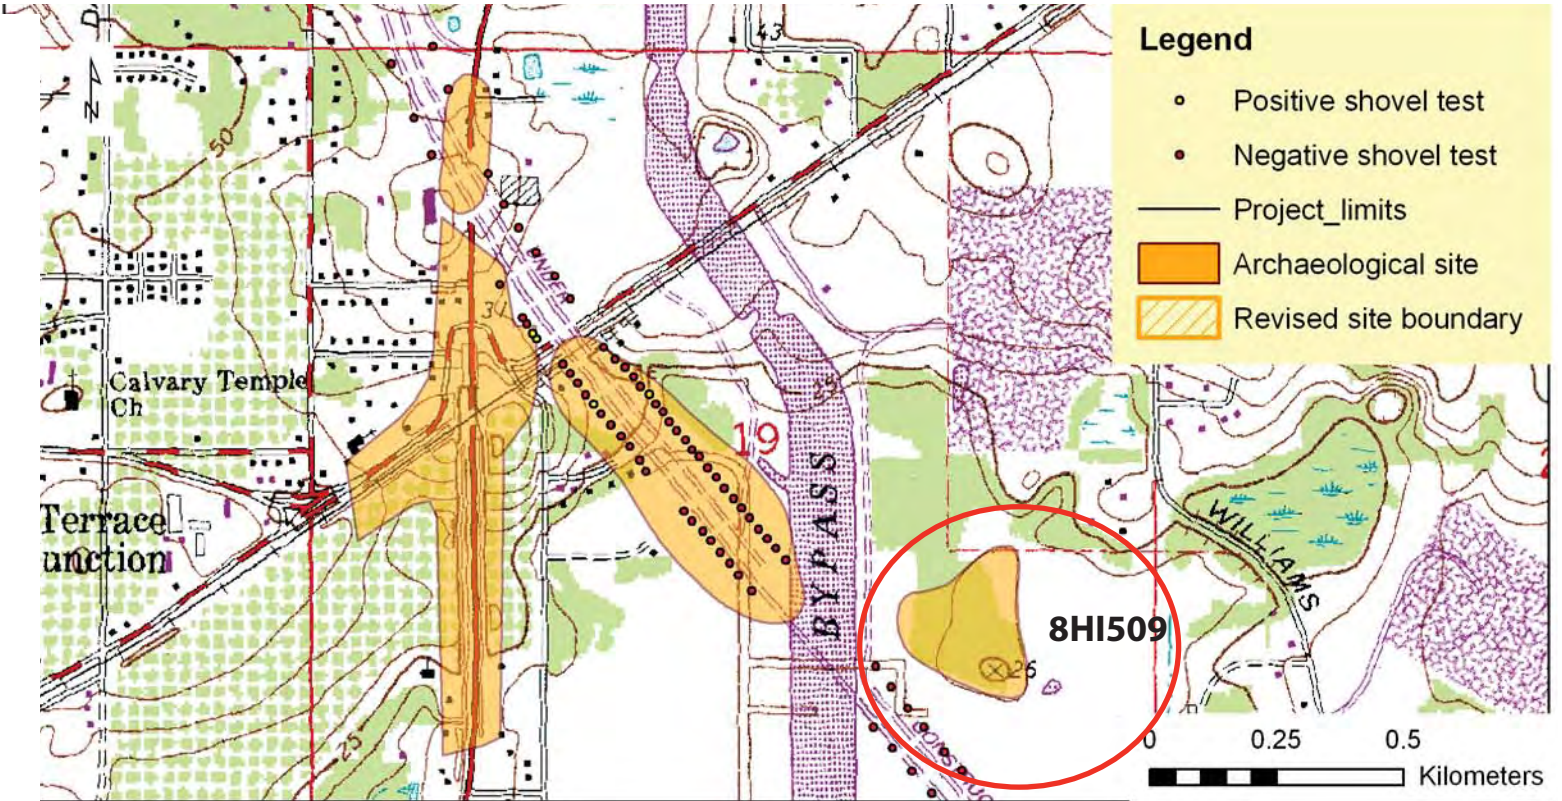 Legend
Positive shovel test
Negative shovel test
Project_limits
Archaeological site
Revised site boundary
N
43
50
Calvary Temple
Ch
19
25
BYPASS
Terrace
unction
WILLIAMS
8HI509
26
25
0 0.25 0.5
Kilometers